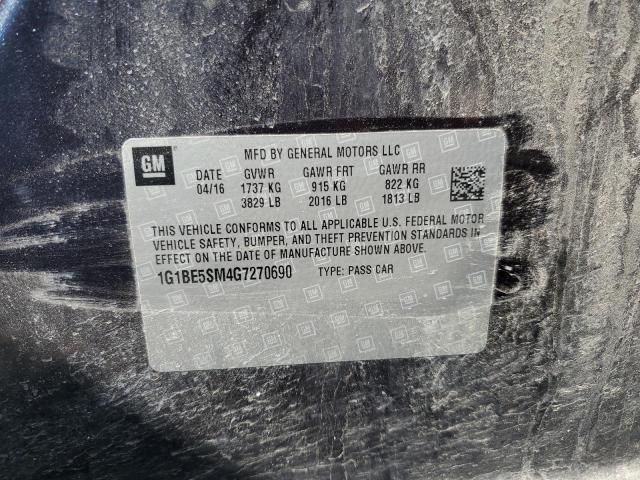 GM
MFD BY GENERAL MOTORS LLC
DATE GVWR GAWR FRT GAWR RR
04/16 1737 KG 915 KG 822 KG
3829 LB 2016 LB 1813 LB
THIS VEHICLE CONFORMS TO ALL APPLICABLE U.S. FEDERAL MOTOR
VEHICLE SAFETY, BUMPER, AND THEFT PREVENTION STANDARDS IN
EFFECT ON THE DATE OF MANUFACTURE SHOWN ABOVE.
1G1BE5SM4G7270690 TYPE: PASS CAR